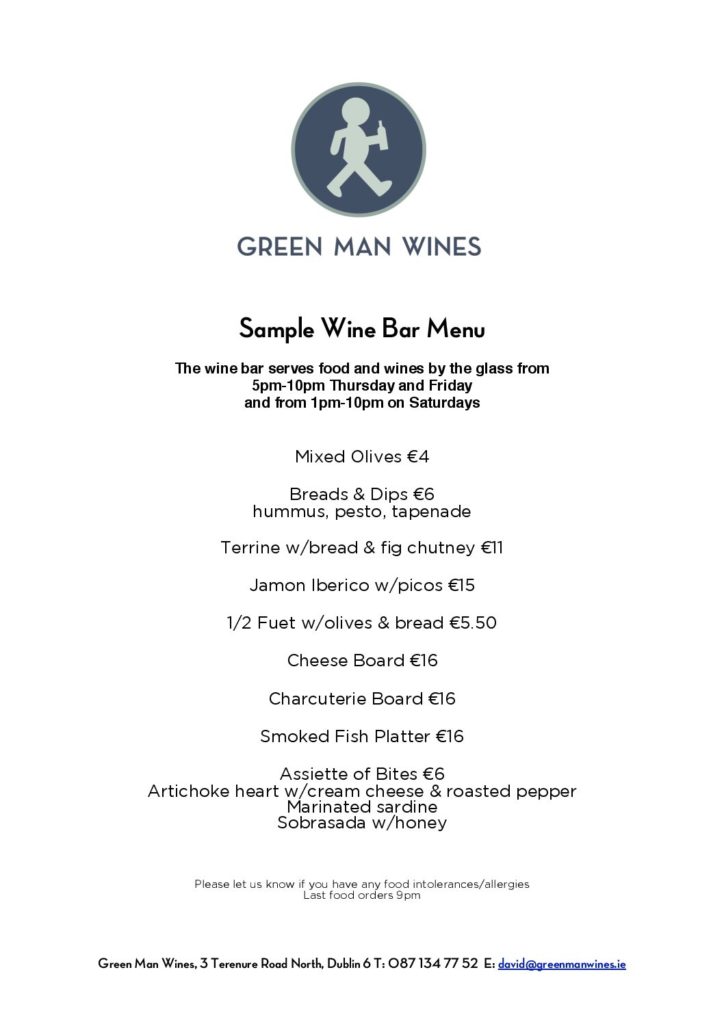 GREEN MAN WINES
Sample Wine Bar Menu
The wine bar serves food and wines by the glass from
5pm-10pm Thursday and Friday
and from 1pm-10pm on Saturdays
Mixed Olives €4
Breads & Dips €6
hummus, pesto, tapenade
Terrine w/bread & fig chutney €11
Jamon Iberico w/picos €15
1/2 Fuet w/olives & bread €5.50
Cheese Board €16
Charcuterie Board €16
Smoked Fish Platter €16
Assiette of Bites €6
Artichoke heart w/cream cheese & roasted pepper
Marinated sardine
Sobrasada w/honey
Please let us know if you have any food intolerances/allergies
Last food orders 9pm
Green Man Wines, 3 Terenure Road North, Dublin 6 T: 087 134 77 52 E: david@greenmanwines.ie